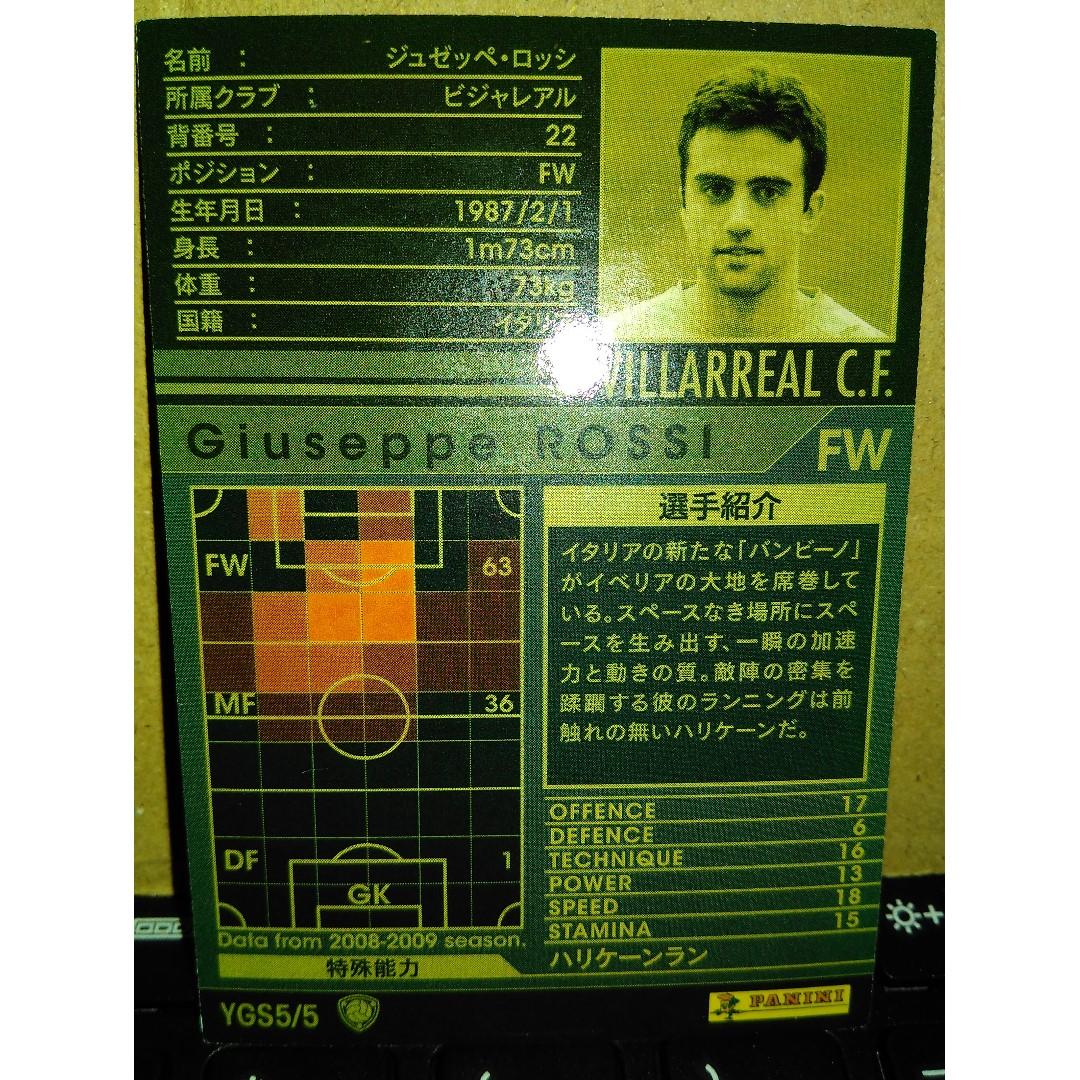 名前 : ジュゼッペ・ロッシ
所属クラブ : ビジャレアル
背番号 : 22
ポジション : FW
生年月日 : 1987/2/1
身長 : 1m73cm
体重 : 73kg
国籍 : イタリア
VILLARREAL C.F.
Giuseppe ROSSI
FW
FW 63
MF 36
DF 1
GK
Data from 2008-2009 season.
選手紹介
イタリアの新たな「バンビーノ」
がイベリアの大地を席巻して
いる。スペースなき場所にスペ
ースを生み出す、一瞬の加速
力と動きの質。敵陣の密集を
蹂躙する彼のランニングは前
触れの無いハリケーンだ。
OFFENCE 17
DEFENCE 6
TECHNIQUE 16
POWER 13
SPEED 18
STAMINA 15
特殊能力 ハリケーンラン
YGS5/5
PANINI